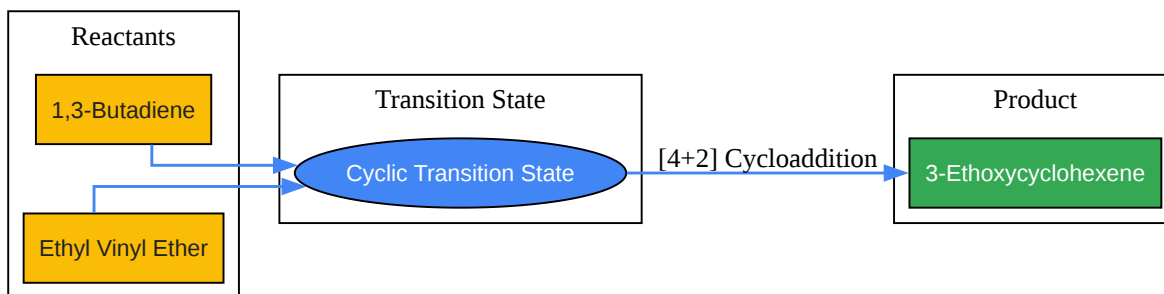 Reactants
1,3-Butadiene
Ethyl Vinyl Ether
Transition State
Cyclic Transition State
[4+2] Cycloaddition
Product
3-Ethoxycyclohexene